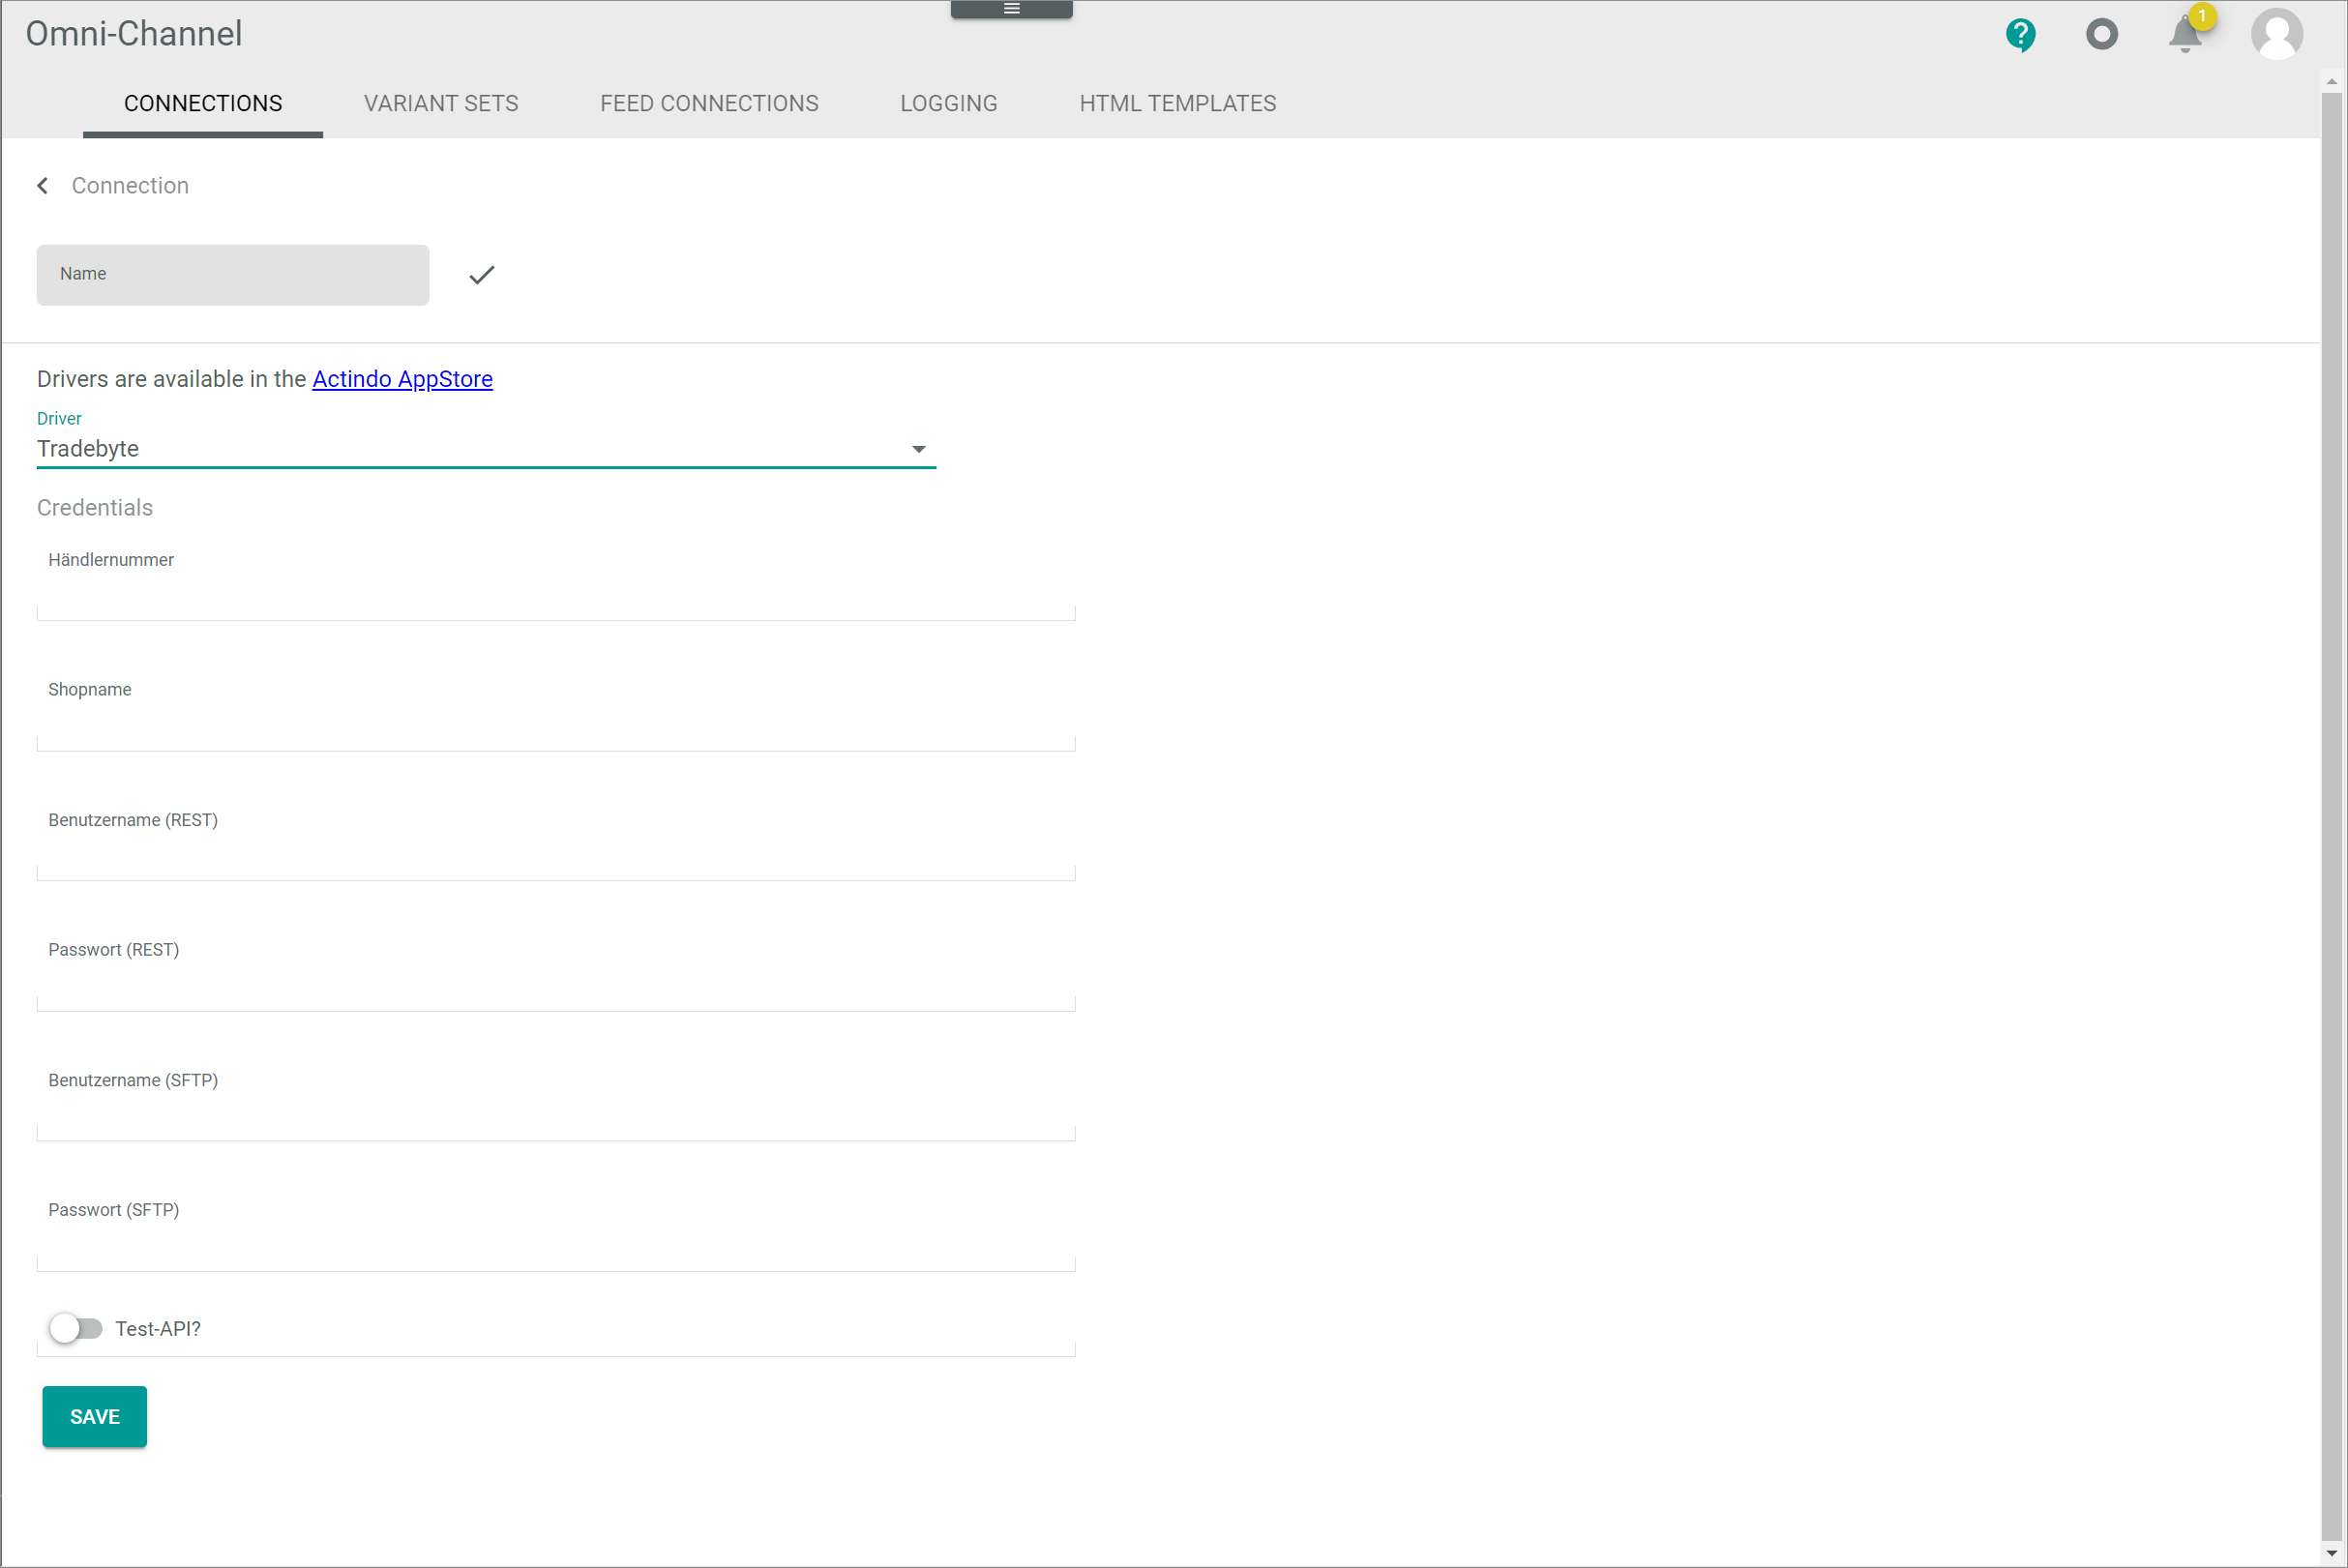 Omni-Channel
1
CONNECTIONS VARIANT SETS FEED CONNECTIONS LOGGING HTML TEMPLATES
Connection
Name
Drivers are available in the Actindo AppStore
Driver
Tradebyte
Credentials
Händlernummer
Shopname
Benutzername (REST)
Passwort (REST)
Benutzername (SFTP)
Passwort (SFTP)
Test-API?
SAVE